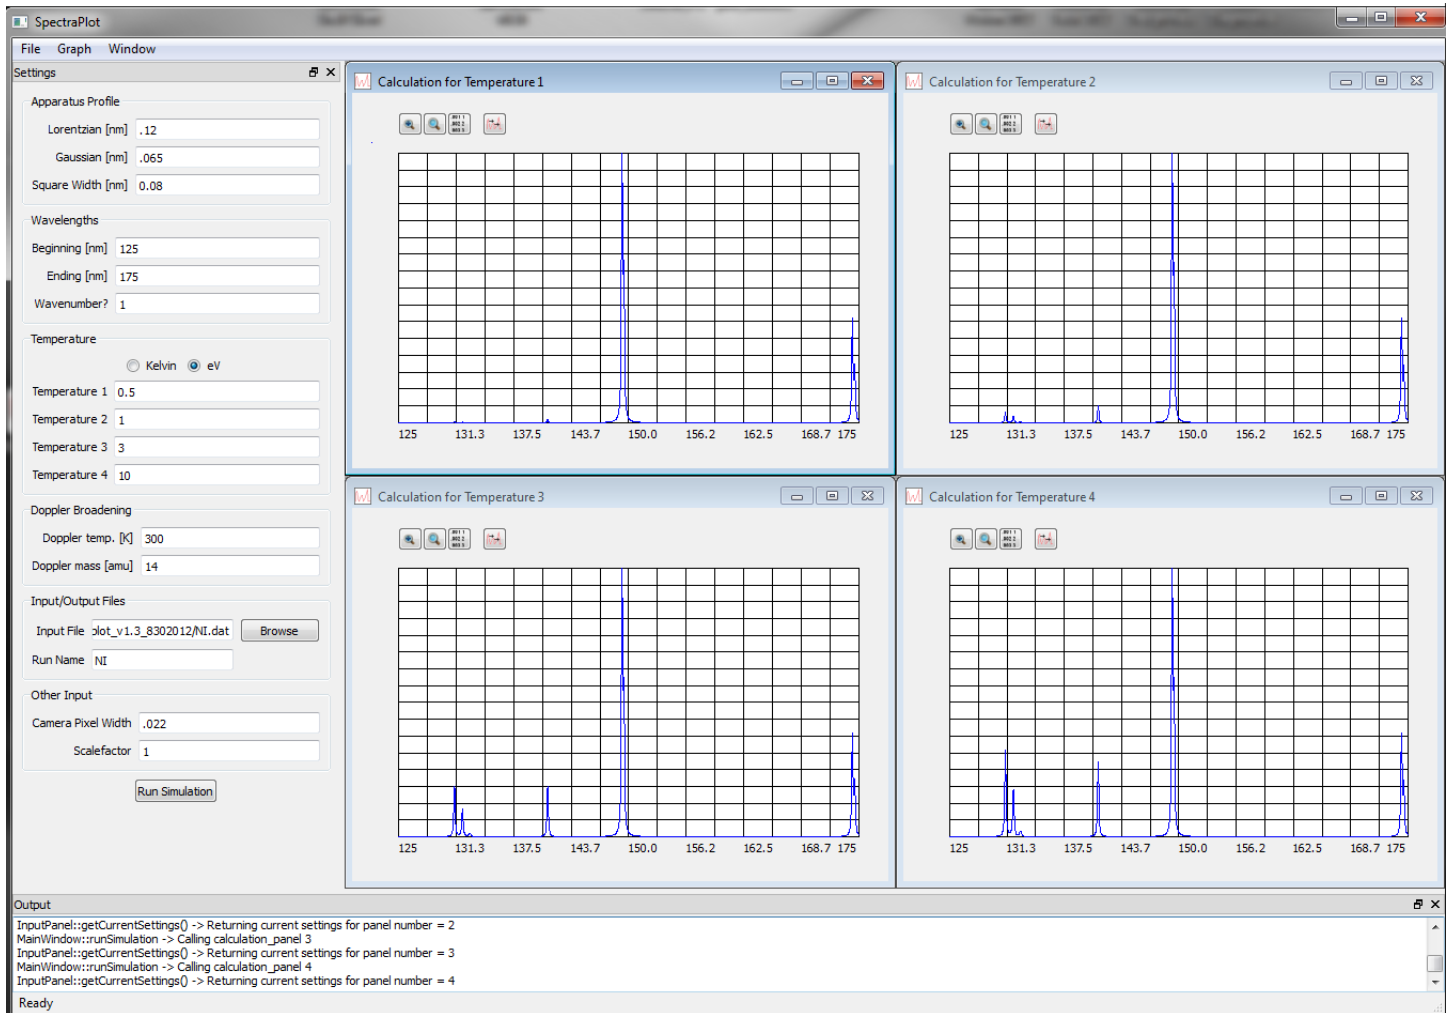 SpectraPlot
File Graph Window
Settings
Apparatus Profile
Lorentzian [nm] .12
Gaussian [nm] .065
Square Width [nm] 0.08
Wavelengths
Beginning [nm] 125
Ending [nm] 175
Wavenumber? 1
Temperature
Kelvin eV
Temperature 1 0.5
Temperature 2 1
Temperature 3 3
Temperature 4 10
Doppler Broadening
Doppler temp. [K] 300
Doppler mass [amu] 14
Input/Output Files
Input File plot_v1.3_8302012/NI.dat Browse
Run Name NI
Other Input
Camera Pixel Width .022
Scalefactor 1
Run Simulation
Calculation for Temperature 1
125 131.3 137.5 143.7 150.0 156.2 162.5 168.7 175
Calculation for Temperature 2
125 131.3 137.5 143.7 150.0 156.2 162.5 168.7 175
Calculation for Temperature 3
125 131.3 137.5 143.7 150.0 156.2 162.5 168.7 175
Calculation for Temperature 4
125 131.3 137.5 143.7 150.0 156.2 162.5 168.7 175
Output
InputPanel::getCurrentSettings() -> Returning current settings for panel number = 2
MainWindow::runSimulation -> Calling calculation_panel 3
InputPanel::getCurrentSettings() -> Returning current settings for panel number = 3
MainWindow::runSimulation -> Calling calculation_panel 4
InputPanel::getCurrentSettings() -> Returning current settings for panel number = 4
Ready